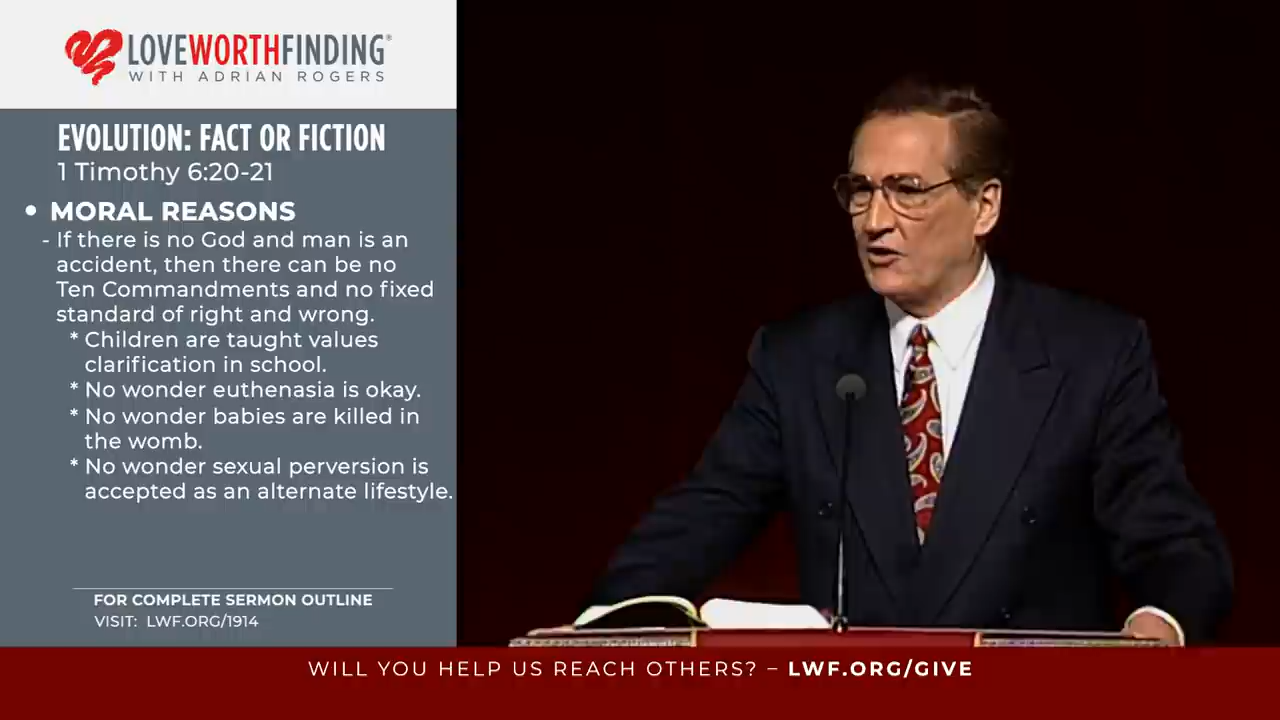 LOVEWORTHFINDING®
WITH ADRIAN ROGERS
EVOLUTION: FACT OR FICTION
1 Timothy 6:20-21
• MORAL REASONS
- If there is no God and man is an
accident, then there can be no
Ten Commandments and no fixed
standard of right and wrong.
* Children are taught values
clarification in school.
* No wonder euthenasia is okay.
* No wonder babies are killed in
the womb.
* No wonder sexual perversion is
accepted as an alternate lifestyle.
FOR COMPLETE SERMON OUTLINE
VISIT: LWF.ORG/1914
WILL YOU HELP US REACH OTHERS? – LWF.ORG/GIVE